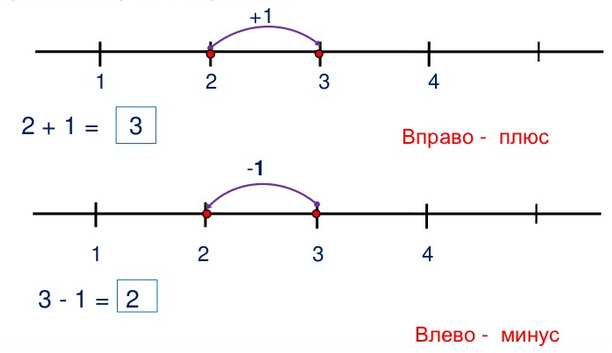 +1
1 2 3 4
2 + 1 = 3
Вправо - плюс
-1
1 2 3 4
3 - 1 = 2
Влево - минус